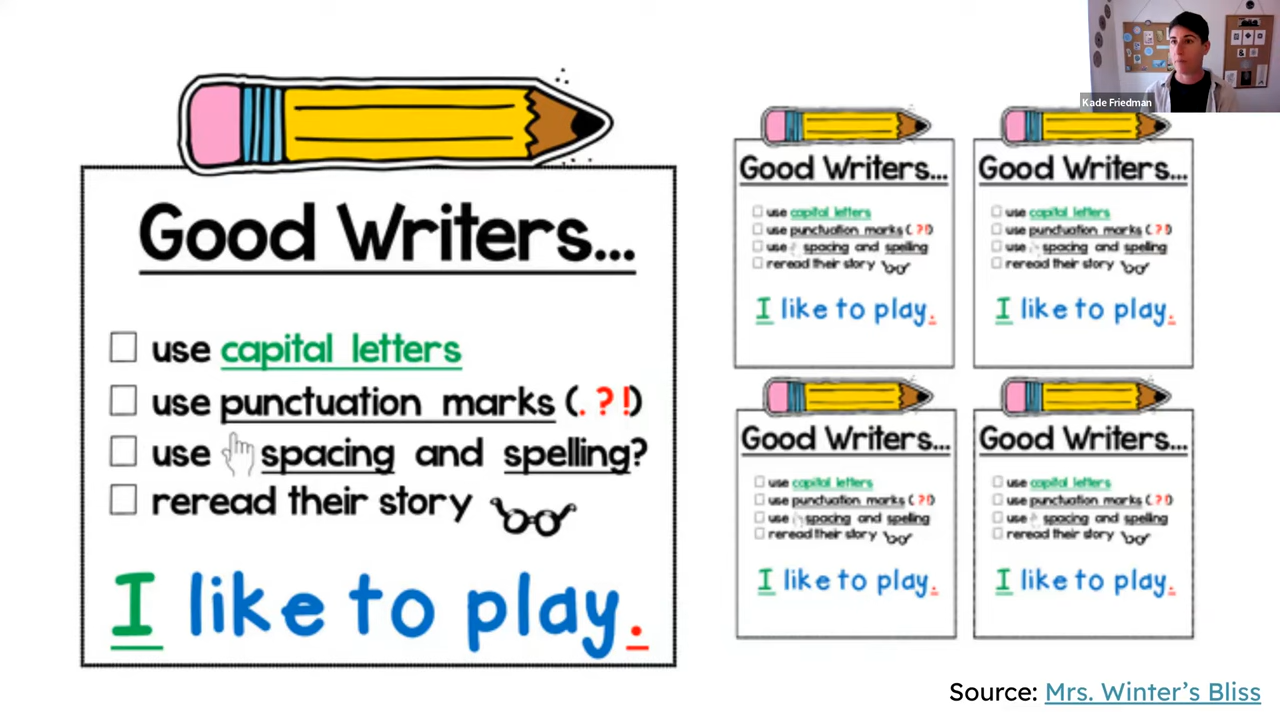 Kade Friedman
Good Writers...
use capital letters
use punctuation marks (. ? !)
use spacing and spelling?
reread their story
I like to play.
Good Writers...
use capital letters
use punctuation marks (. ? !)
use spacing and spelling
reread their story
I like to play.
Good Writers...
use capital letters
use punctuation marks (. ? !)
use spacing and spelling
reread their story
I like to play.
Good Writers...
use capital letters
use punctuation marks (. ? !)
use spacing and spelling
reread their story
I like to play.
Good Writers...
use capital letters
use punctuation marks (. ? !)
use spacing and spelling
reread their story
I like to play.
Source: Mrs. Winter's Bliss